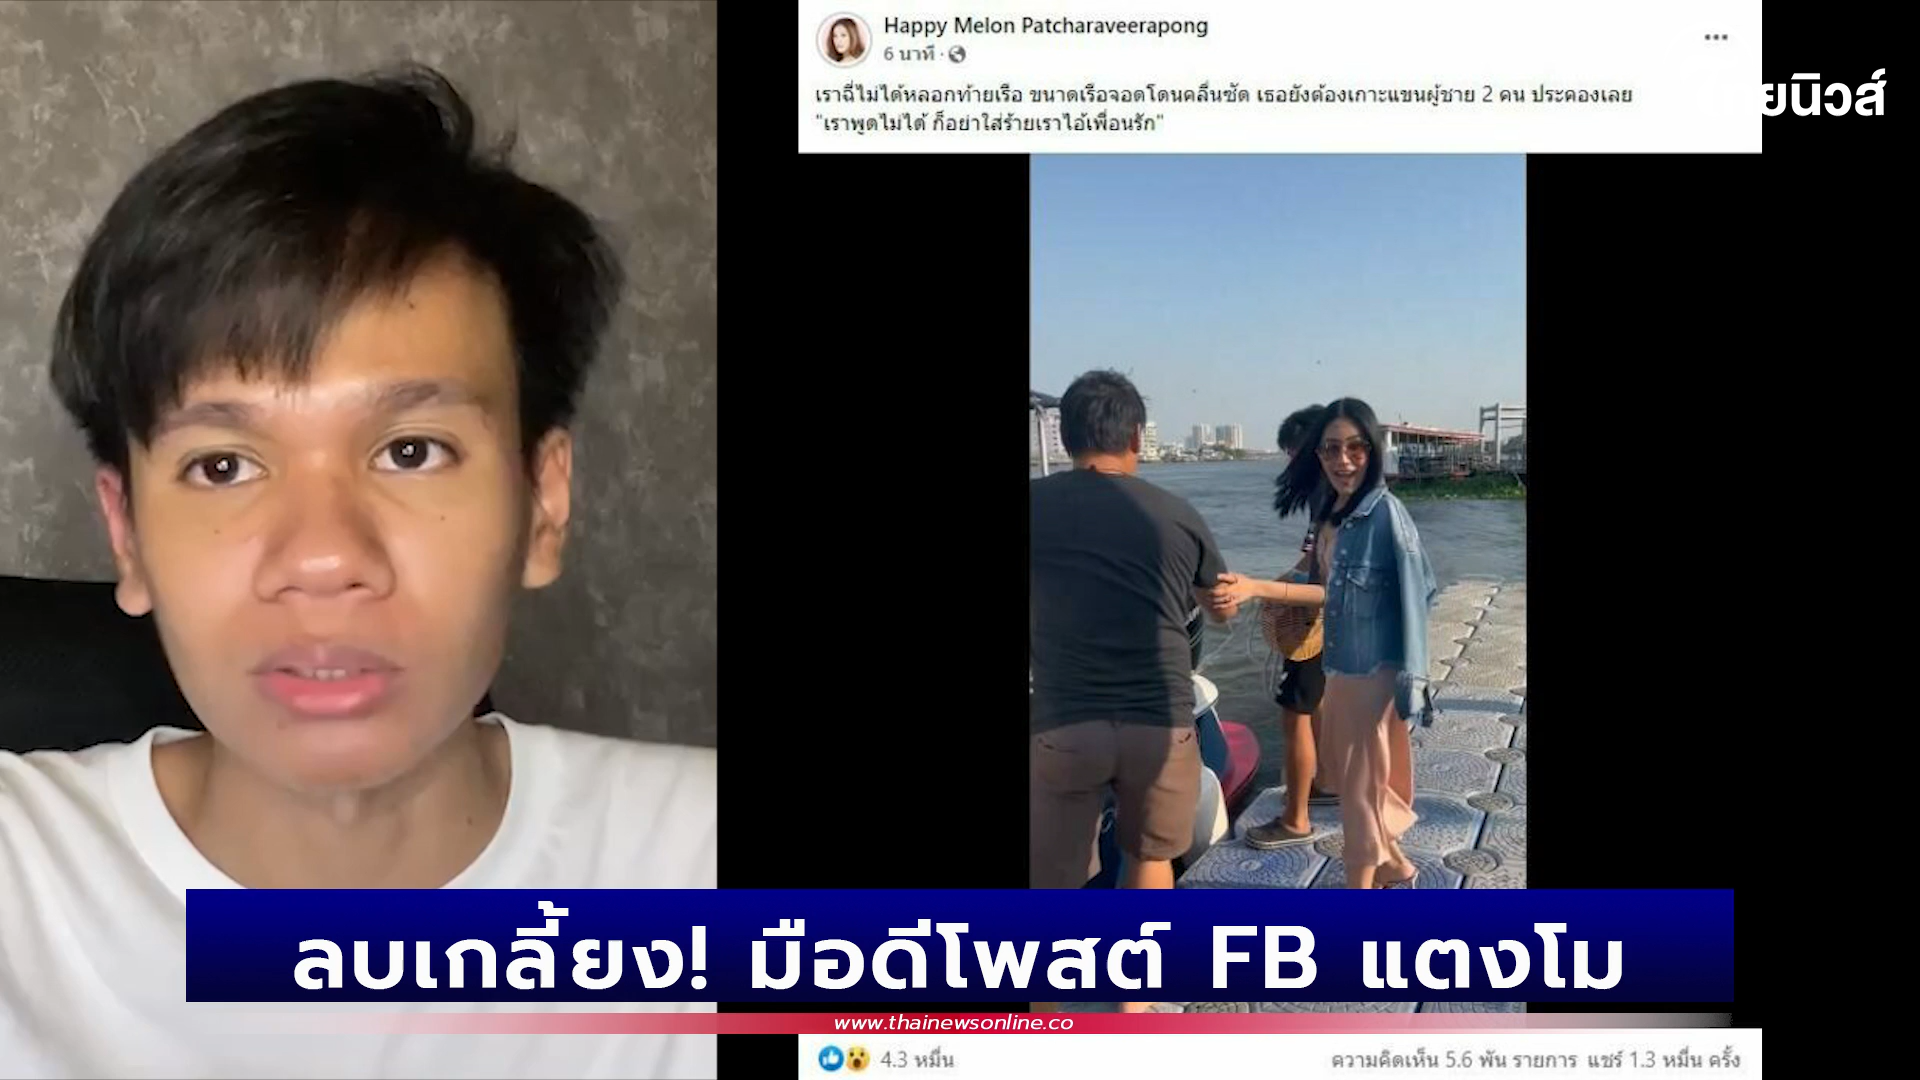 Happy Melon Patcharaveerapong
6 นาที ·
เราฉี่ไม่ได้หลอกท้ายเรือ ขนาดเรือจอดโดนคลื่นซัด เธอยังต้องเกาะแขนผู้ชาย 2 คน ประคองเลย
"เราพูดไม่ได้ ก็อย่าใส่ร้ายเราไอ้เพื่อนรัก"
ยนิวส์
ลบเกลี้ยง! มือดีโพสต์ FB แตงโม
www.thainewsonline.co
4.3 หมื่น
ความคิดเห็น 5.6 พัน รายการ แชร์ 1.3 หมื่น ครั้ง